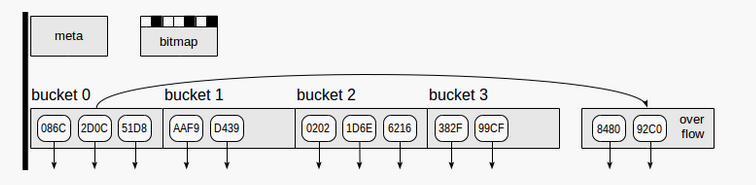 meta
bitmap
bucket 0 bucket 1 bucket 2 bucket 3
086C 2D0C 51D8 AAF9 D439 0202 1D6E 6216 382F 99CF 8480 92C0 over
flow